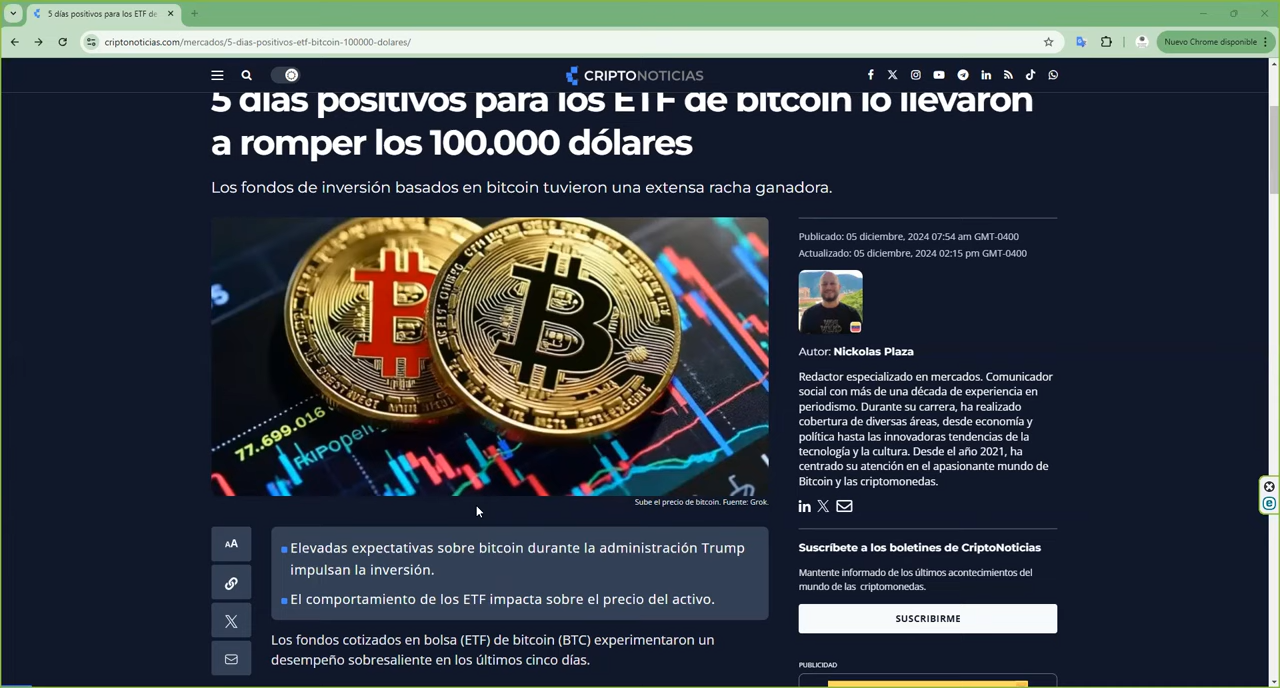 5 días positivos para los ETF de
criptonoticias.com/mercados/5-dias-positivos-etf-bitcoin-100000-dolares/
Nuevo Chrome disponible
CRIPTONOTICIAS
5 días positivos para los ETF de bitcoin lo llevaron
a romper los 100.000 dólares
Los fondos de inversión basados en bitcoin tuvieron una extensa racha ganadora.
77.699.016
Sube el precio de bitcoin. Fuente: Grok.
Publicado: 05 diciembre, 2024 07:54 am GMT-0400
Actualizado: 05 diciembre, 2024 02:15 pm GMT-0400
Autor: Nickolas Plaza
Redactor especializado en mercados. Comunicador
social con más de una década de experiencia en
periodismo. Durante su carrera, ha realizado
cobertura de diversas áreas, desde economía y
política hasta las innovadoras tendencias de la
tecnología y la cultura. Desde el año 2021, ha
centrado su atención en el apasionante mundo de
Bitcoin y las criptomonedas.
AA
Elevadas expectativas sobre bitcoin durante la administración Trump
impulsan la inversión.
El comportamiento de los ETF impacta sobre el precio del activo.
Los fondos cotizados en bolsa (ETF) de bitcoin (BTC) experimentaron un
desempeño sobresaliente en los últimos cinco días.
Suscríbete a los boletines de CriptoNoticias
Mantente informado de los últimos acontecimientos del
mundo de las criptomonedas.
SUSCRIBIRME
PUBLICIDAD